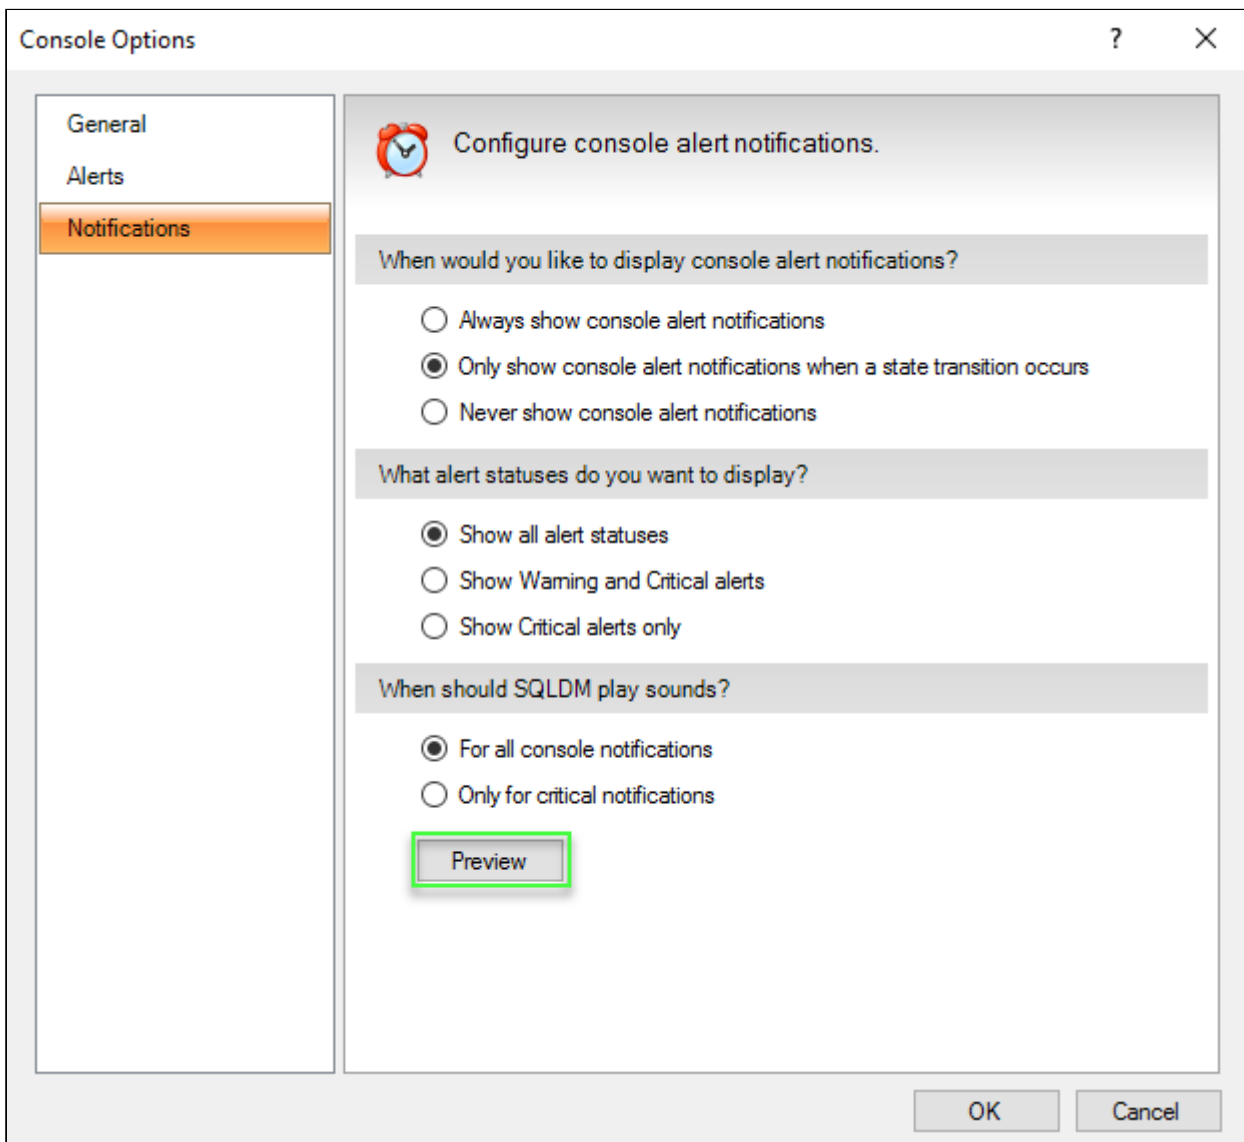 Console Options
?
General
Alerts
Notifications
Configure console alert notifications.
When would you like to display console alert notifications?
Always show console alert notifications
Only show console alert notifications when a state transition occurs
Never show console alert notifications
What alert statuses do you want to display?
Show all alert statuses
Show Warning and Critical alerts
Show Critical alerts only
When should SQLDM play sounds?
For all console notifications
Only for critical notifications
Preview
OK
Cancel